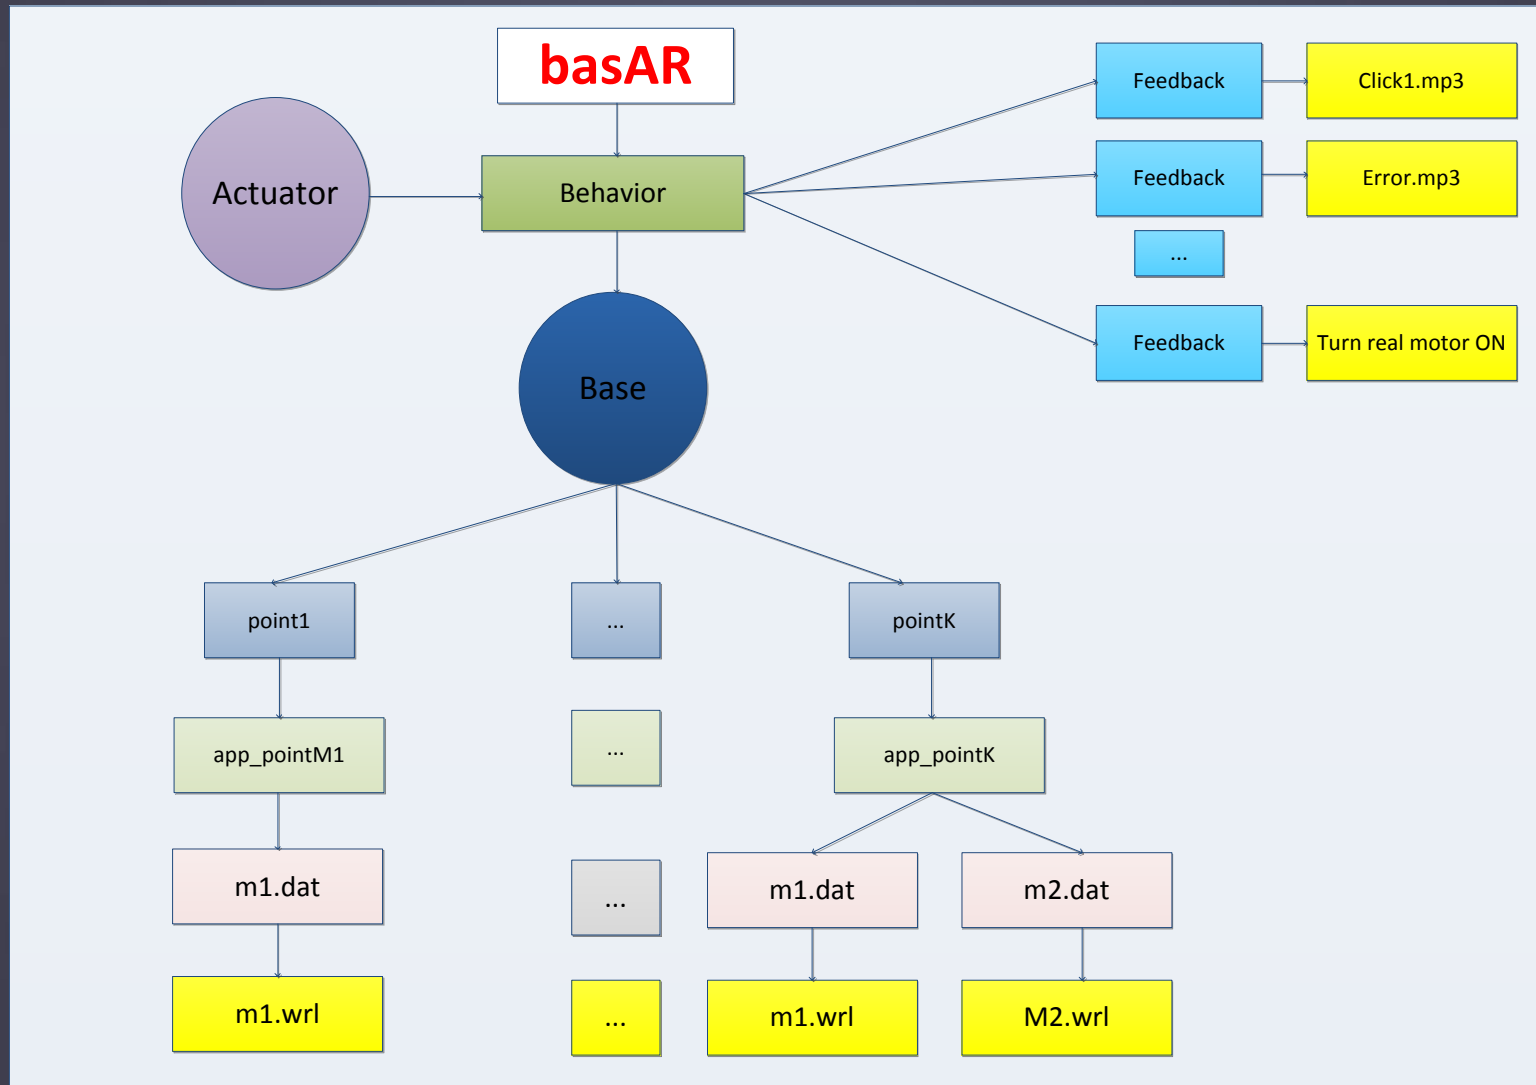 basAR
Feedback
Click1.mp3
Actuator
Behavior
Feedback
Error.mp3
...
Feedback
Turn real motor ON
Base
point1
...
pointK
app_pointM1
...
app_pointK
m1.dat
...
m1.dat
m2.dat
m1.wrl
...
m1.wrl
M2.wrl